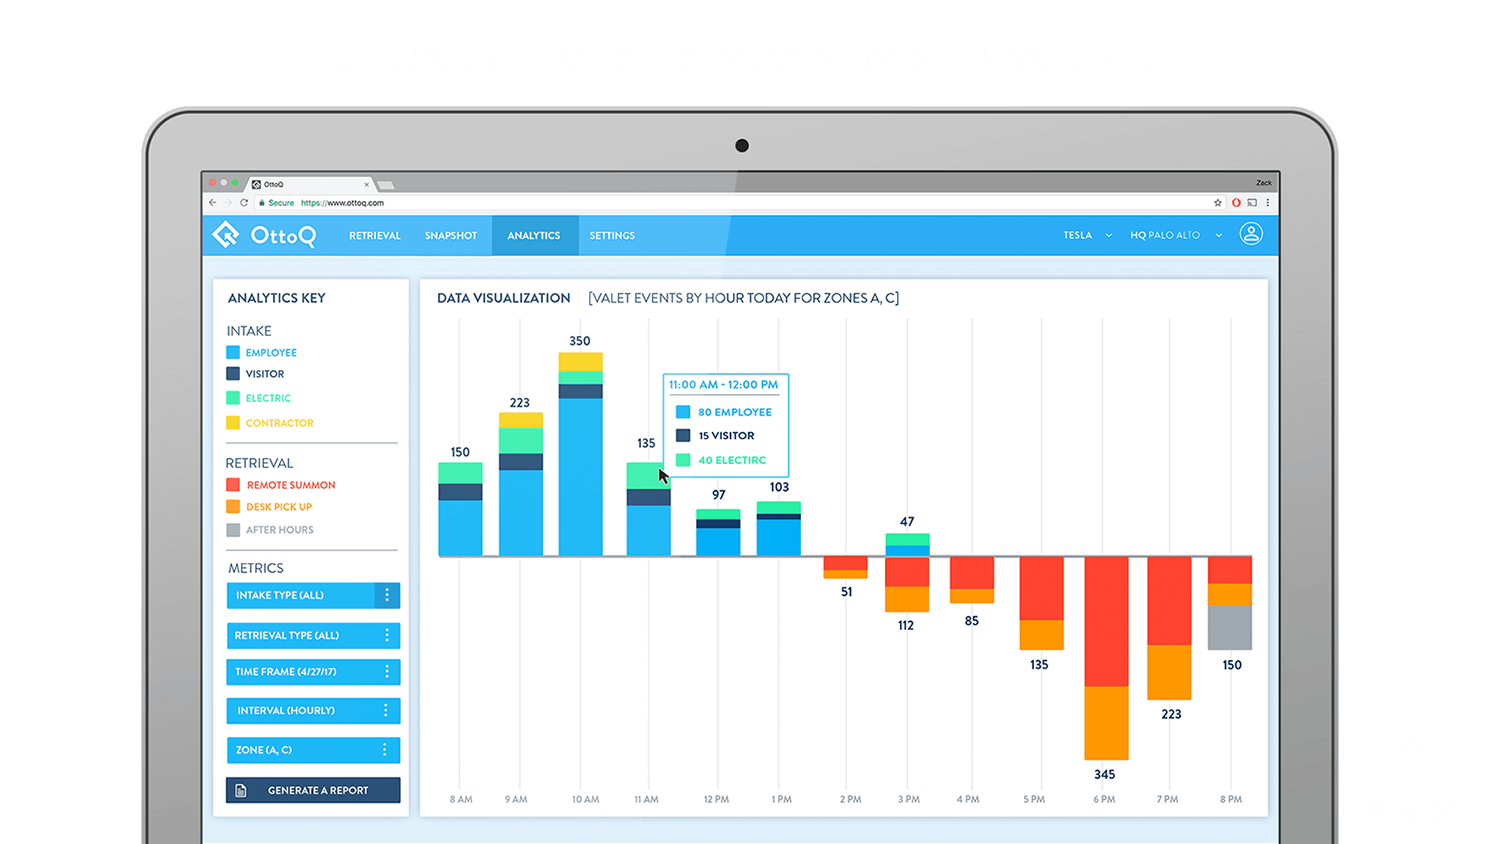 OttoQ
Zack
Secure https://www.ottoq.com
OttoQ
RETRIEVAL
SNAPSHOT
ANALYTICS
SETTINGS
TESLA
HQ PALO ALTO
ANALYTICS KEY
INTAKE
EMPLOYEE
VISITOR
ELECTRIC
CONTRACTOR
RETRIEVAL
REMOTE SUMMON
DESK PICK UP
AFTER HOURS
METRICS
INTAKE TYPE (ALL)
RETRIEVAL TYPE (ALL)
TIME FRAME (4/27/17)
INTERVAL (HOURLY)
ZONE (A, C)
GENERATE A REPORT
DATA VISUALIZATION [VALET EVENTS BY HOUR TODAY FOR ZONES A, C]
150
223
350
135
11:00 AM - 12:00 PM
80 EMPLOYEE
15 VISITOR
40 ELECTIRC
97
103
47
51
112
85
135
345
223
150
8 AM
9 AM
10 AM
11 AM
12 PM
1 PM
2 PM
3 PM
4 PM
5 PM
6 PM
7 PM
8 PM